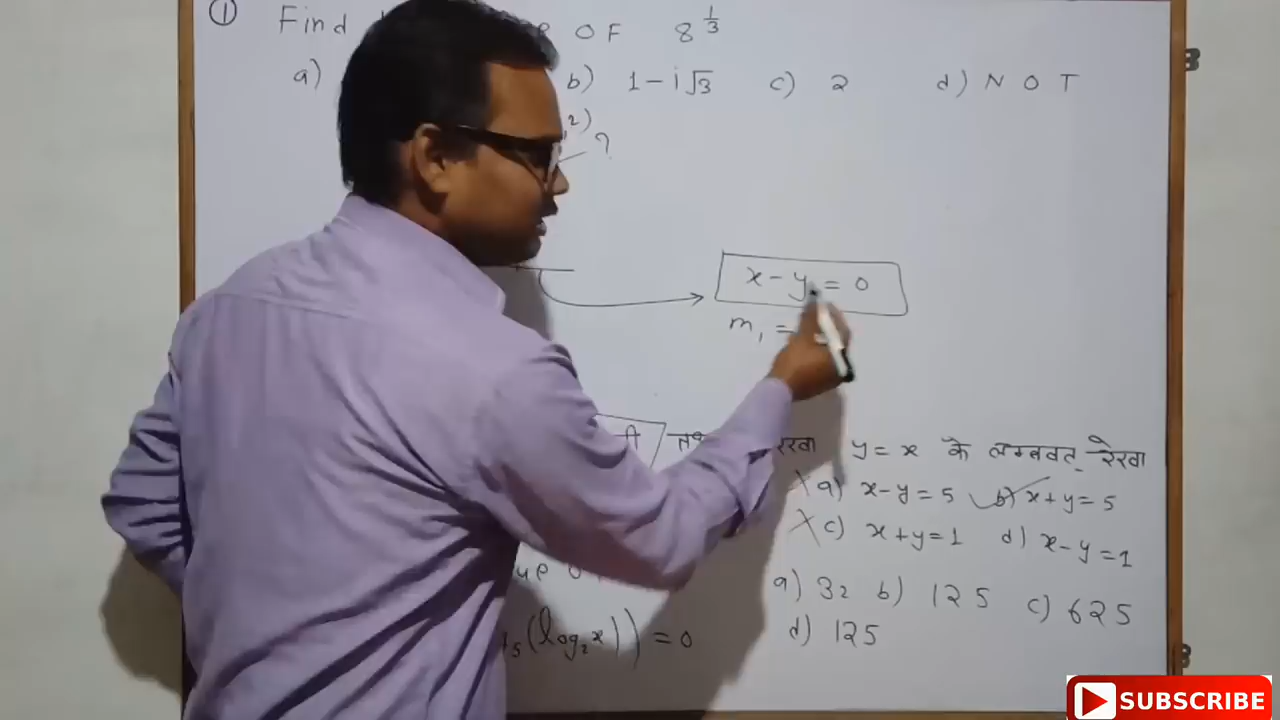 ① Find OF 8^{1/3}
a) b) 1 - i√3 c) 2 d) N O T
2) ?
x - y = 0
m₁ =
रेखा y = x के लम्बवत् रेखा
a) x - y = 5 b) x + y = 5
c) x + y = 1 d) x - y = 1
a) 32 b) 125 c) 625
5(log₂x)) = 0 d) 125
SUBSCRIBE